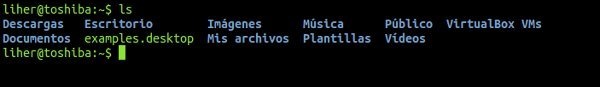 liher@toshiba:~$ ls
Descargas   Escritorio        Imágenes      Música      Público  VirtualBox VMs
Documentos  examples.desktop  Mis archivos  Plantillas  Vídeos
liher@toshiba:~$